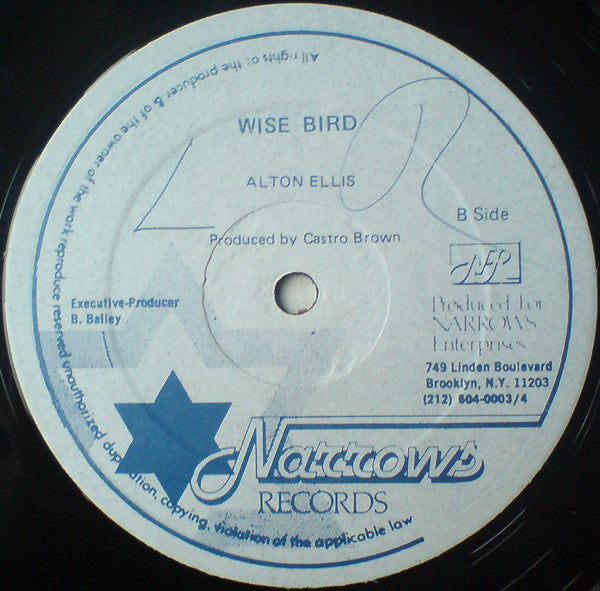 All rights of the producer & of the owner of the work reproduce reserved unauthorized duplication, copying, violation of the applicable law
WISE BIRD
ALTON ELLIS
B Side
Produced by Castro Brown
Executive-Producer
B. Bailey
Produced For
NARROWS
Enterprises
749 Linden Boulevard
Brooklyn, N.Y. 11203
(212) 604-0003/4
Narrows
RECORDS